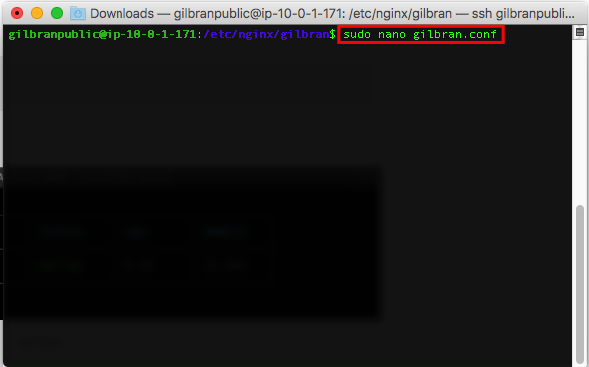 Downloads — gilbranpublic@ip-10-0-1-171: /etc/nginx/gilbran — ssh gilbranpubli...
gilbranpublic@ip-10-0-1-171:/etc/nginx/gilbran$ sudo nano gilbran.conf